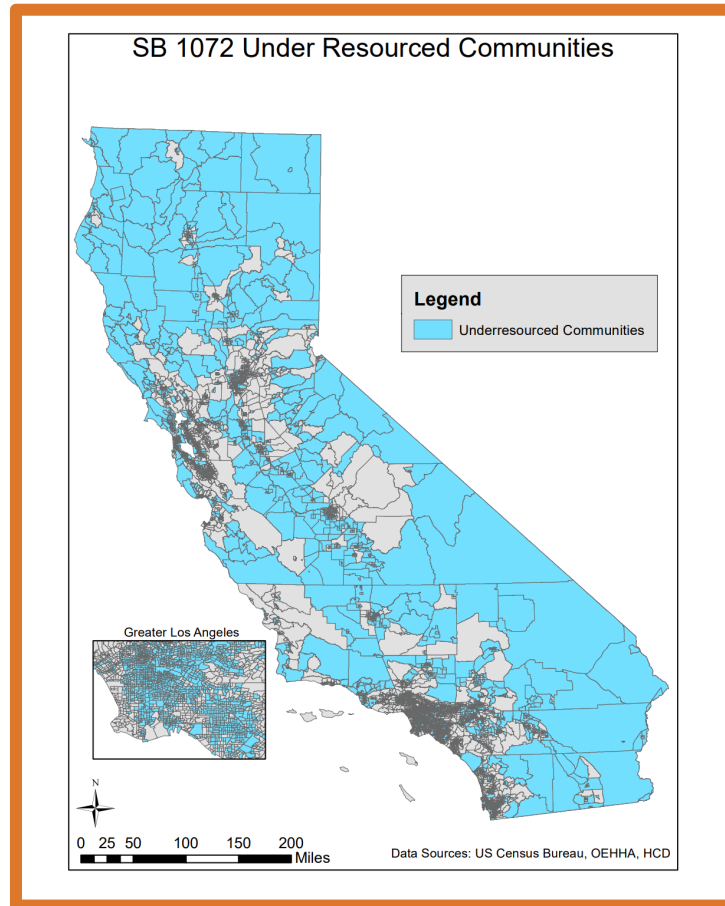 SB 1072 Under Resourced Communities
Legend
Underresourced Communities
Greater Los Angeles
N
0 25 50 100 150 200
Miles
Data Sources: US Census Bureau, OEHHA, HCD